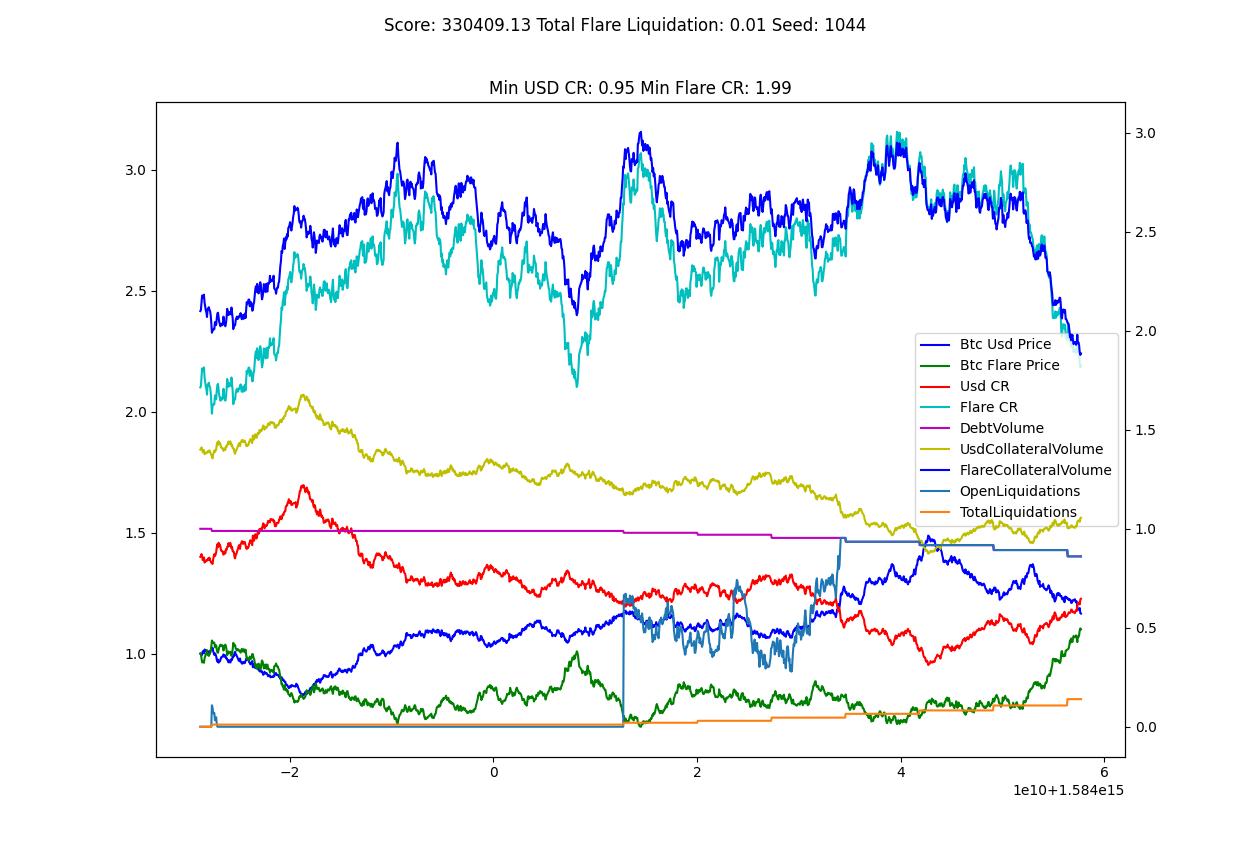 Score: 330409.13 Total Flare Liquidation: 0.01 Seed: 1044
Min USD CR: 0.95 Min Flare CR: 1.99
3.0
2.5
2.0
1.5
1.0
3.0
2.5
2.0
1.5
1.0
0.5
0.0
Btc Usd Price
Btc Flare Price
Usd CR
Flare CR
DebtVolume
UsdCollateralVolume
FlareCollateralVolume
OpenLiquidations
TotalLiquidations
−2 0 2 4 6
1e10+1.584e15